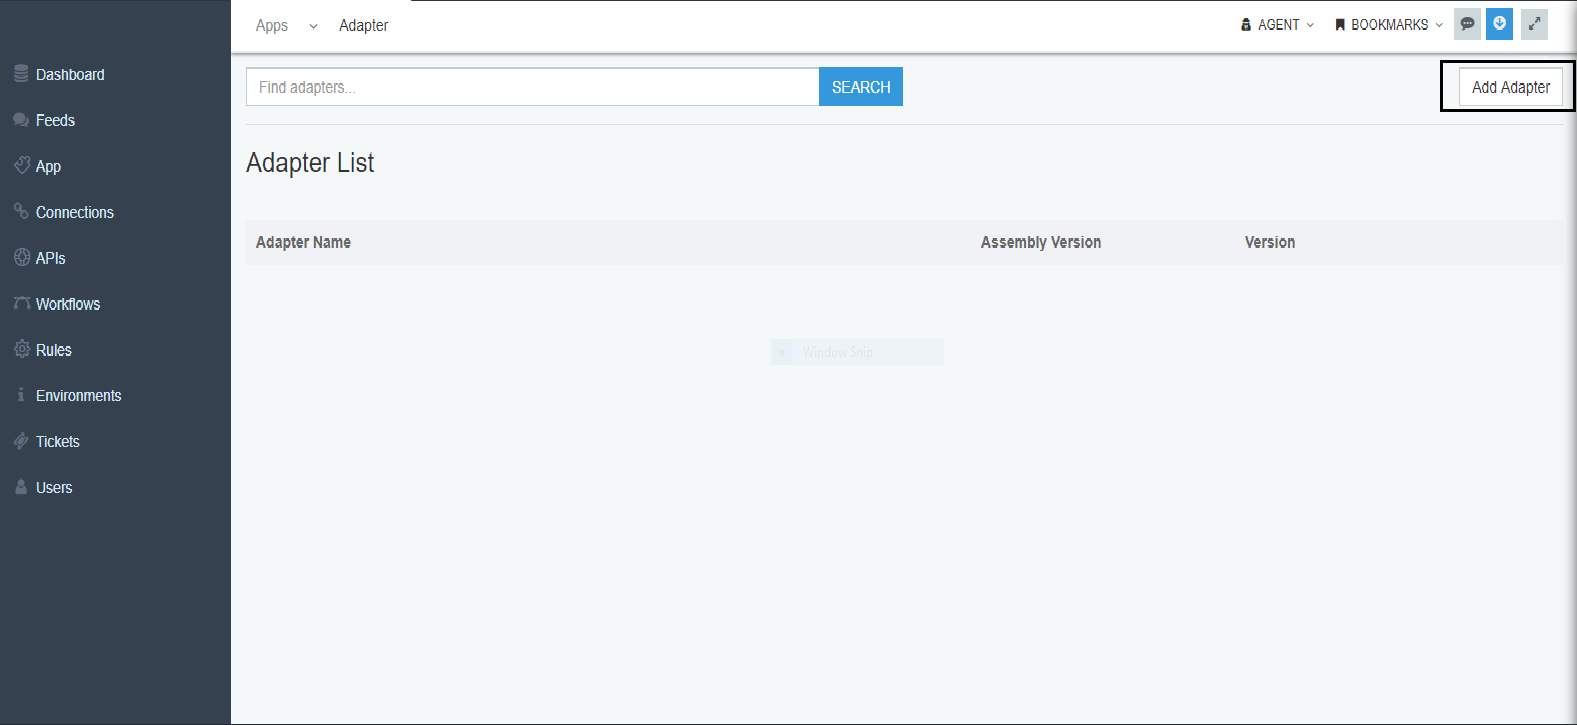 Apps Adapter AGENT BOOKMARKS
Find adapters... SEARCH Add Adapter
Dashboard
Feeds
App
Connections
APIs
Workflows
Rules
Environments
Tickets
Users
Adapter List
Adapter Name Assembly Version Version
Window Snip